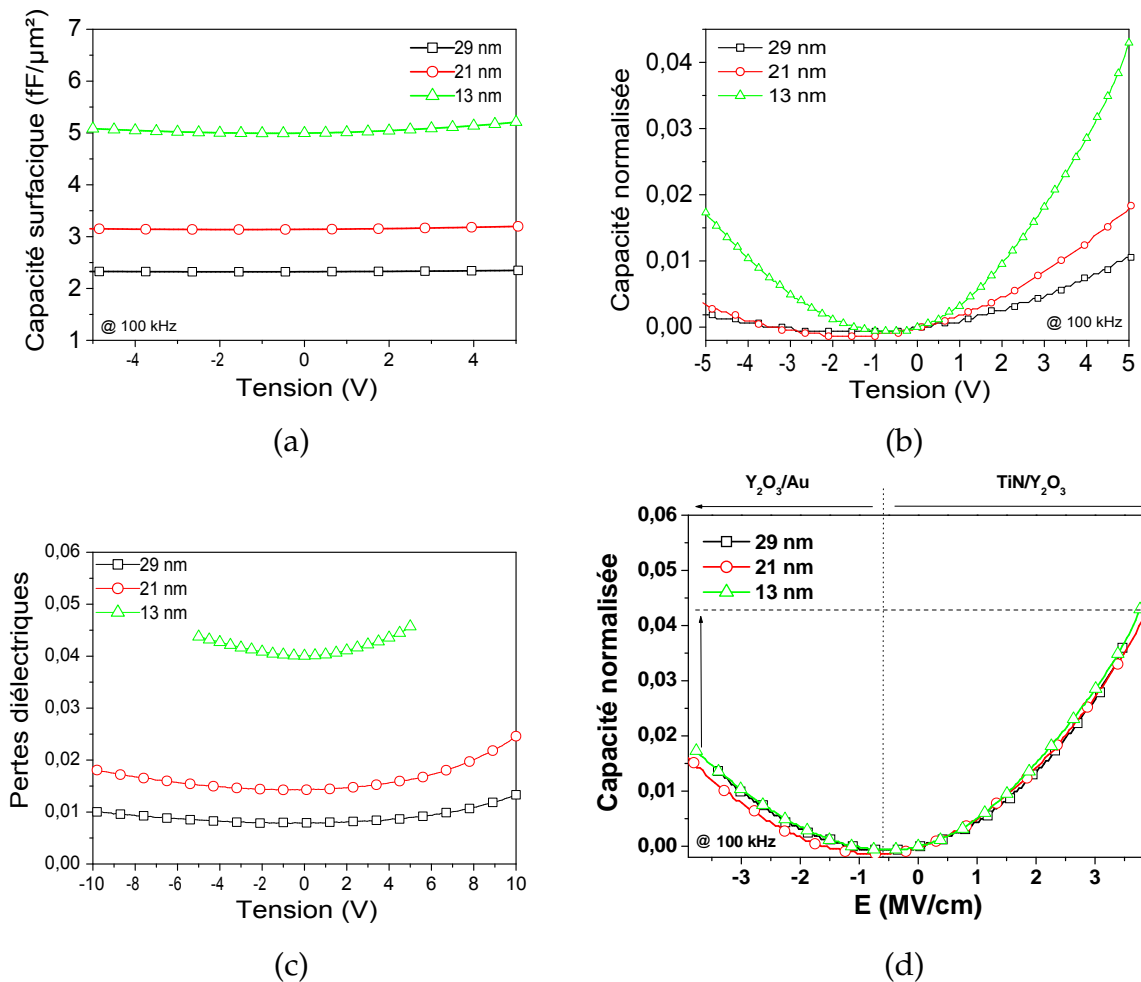 Capacité surfacique (fF/µm²)
7
6
5
4
3
2
1
29 nm
21 nm
13 nm
@ 100 kHz
-4 -2 0 2 4
Tension (V)
(a)
Capacité normalisée
0,04
0,03
0,02
0,01
0,00
29 nm
21 nm
13 nm
@ 100 kHz
-5 -4 -3 -2 -1 0 1 2 3 4 5
Tension (V)
(b)
Pertes diélectriques
0,06
0,05
0,04
0,03
0,02
0,01
0,00
29 nm
21 nm
13 nm
-10 -8 -6 -4 -2 0 2 4 6 8 10
Tension (V)
(c)
Y₂O₃/Au TiN/Y₂O₃
Capacité normalisée
0,06
0,05
0,04
0,03
0,02
0,01
0,00
29 nm
21 nm
13 nm
@ 100 kHz
-3 -2 -1 0 1 2 3
E (MV/cm)
(d)